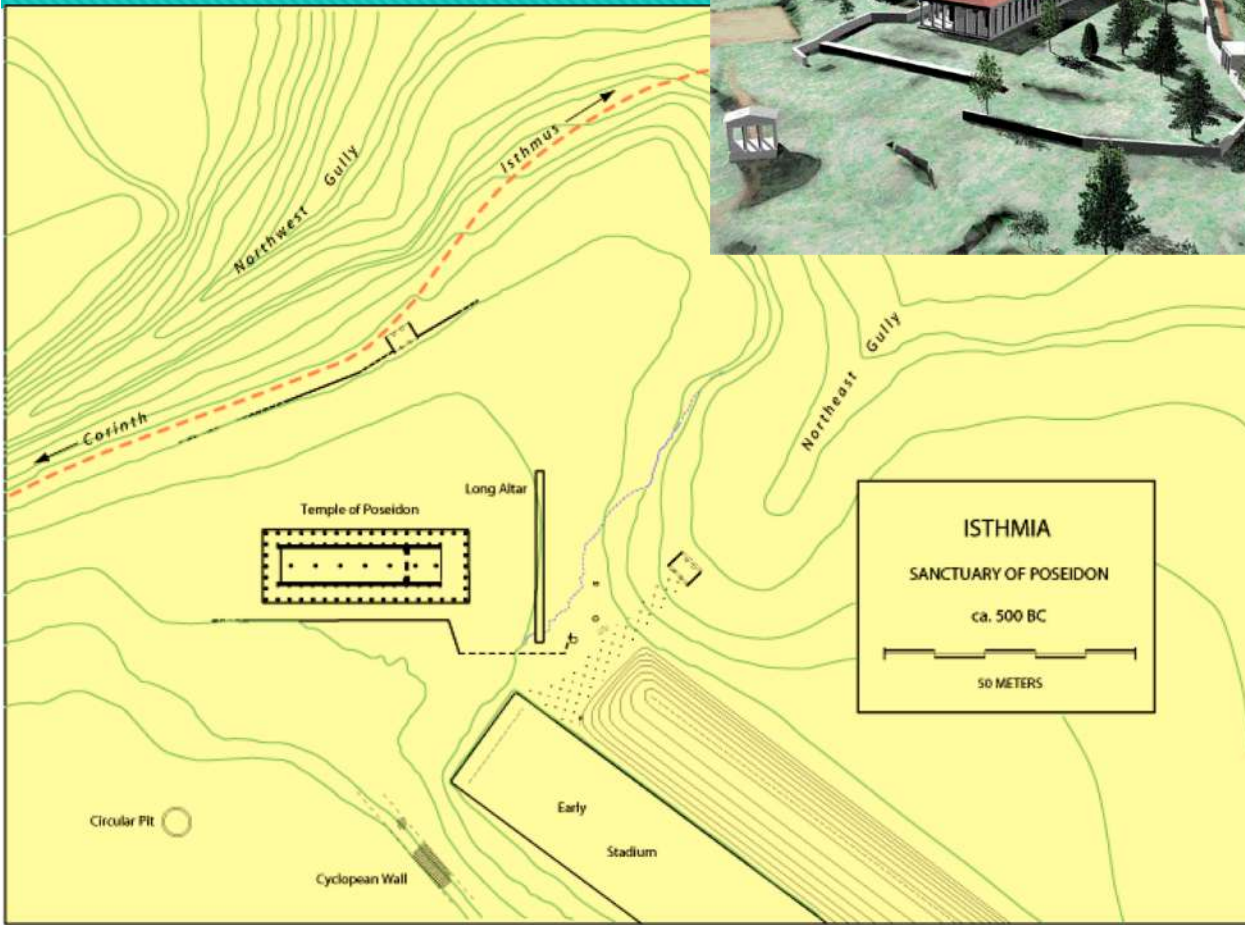 Northwest Gully
Isthmus
Corinth
Northeast Gully
Long Altar
Temple of Poseidon
ISTHMIA
SANCTUARY OF POSEIDON
ca. 500 BC
50 METERS
Early
Stadium
Circular Pit
Cyclopean Wall